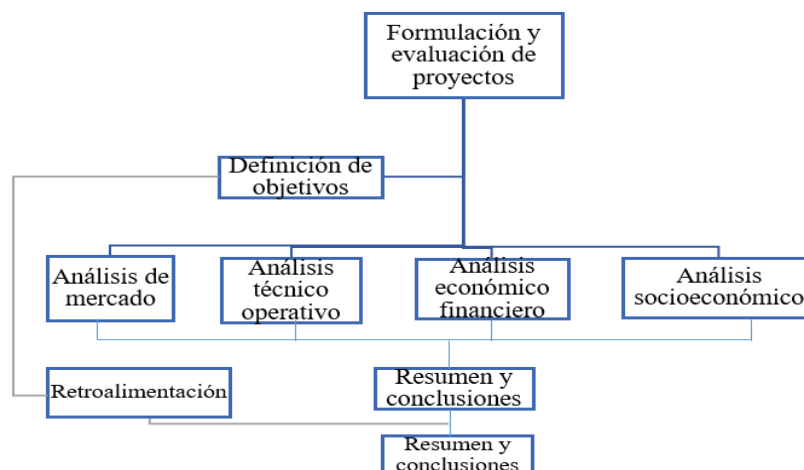 Formulación y
evaluación de
proyectos
Definición de
objetivos
Análisis de
mercado
Análisis
técnico
operativo
Análisis
económico
financiero
Análisis
socioeconómico
Retroalimentación
Resumen y
conclusiones
Resumen y
conclusiones